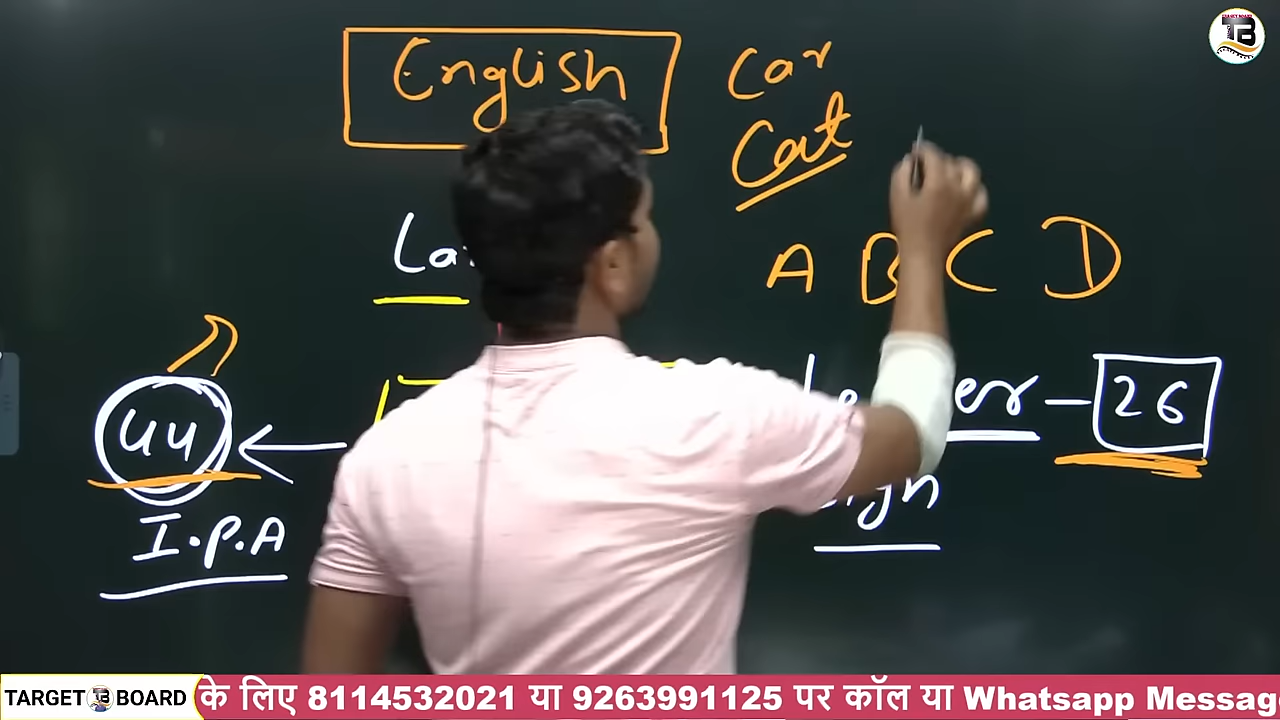 English
Car
Cat
A B C D
44
26
I.P.A
TARGET BOARD
के लिए 8114532021 या 9263991125 पर कॉल या Whatsapp Messag